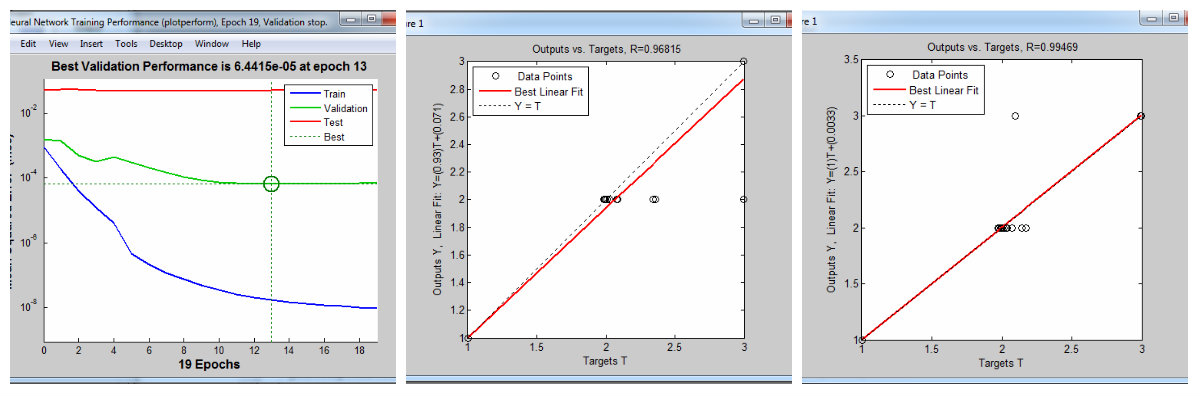 eural Network Training Performance (plotperform), Epoch 19, Validation stop.
Edit View Insert Tools Desktop Window Help
Best Validation Performance is 6.4415e-05 at epoch 13
Train
Validation
Test
Best
10-2
10-4
10-6
10-8
0 2 4 6 8 10 12 14 16 18
19 Epochs
ure 1
Outputs vs. Targets, R=0.96815
Data Points
Best Linear Fit
Y = T
Outputs Y, Linear Fit: Y=(0.93)T+(0.071)
3
2.8
2.6
2.4
2.2
2
1.8
1.6
1.4
1.2
1
1 1.5 2 2.5 3
Targets T
re 1
Outputs vs. Targets, R=0.99469
Data Points
Best Linear Fit
Y = T
Outputs Y, Linear Fit: Y=(1)T+(0.0033)
3.5
3
2.5
2
1.5
1
1 1.5 2 2.5 3
Targets T